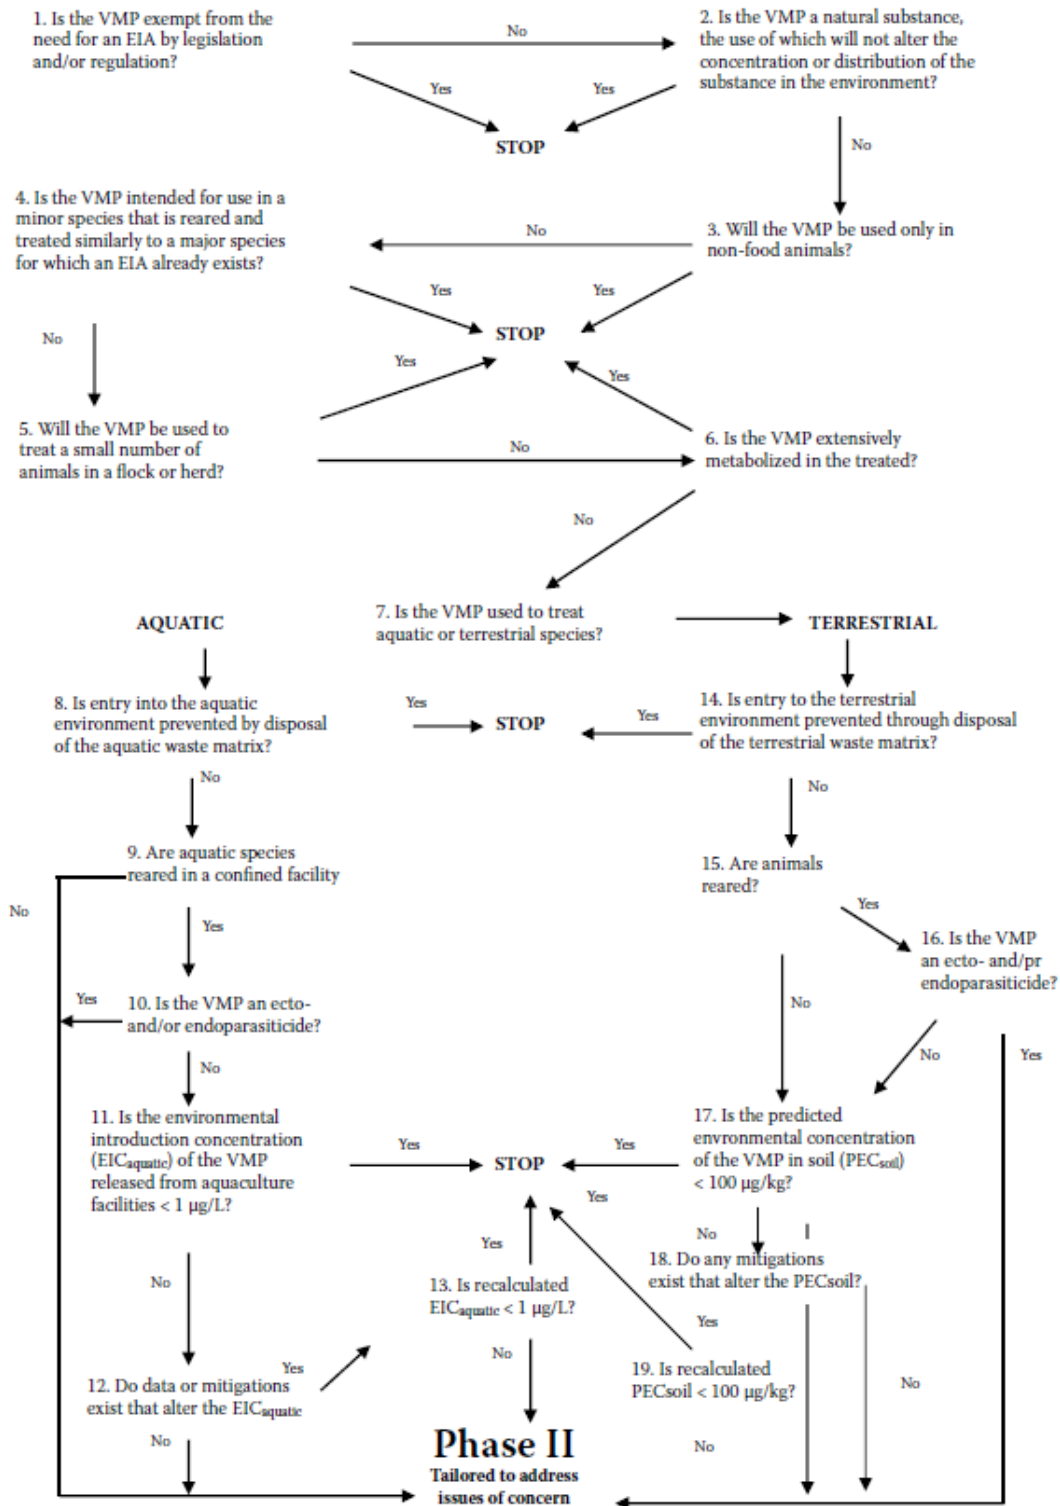 1. Is the VMP exempt from the
need for an EIA by legislation
and/or regulation?
No
2. Is the VMP a natural substance,
the use of which will not alter the
concentration or distribution of the
substance in the environment?
Yes
Yes
STOP
No
4. Is the VMP intended for use in a
minor species that is reared and
treated similarly to a major species
for which an EIA already exists?
No
3. Will the VMP be used only in
non-food animals?
Yes
Yes
STOP
No
Yes
Yes
5. Will the VMP be used to
treat a small number of
animals in a flock or herd?
No
6. Is the VMP extensively
metabolized in the treated?
No
7. Is the VMP used to treat
aquatic or terrestrial species?
AQUATIC
TERRESTRIAL
8. Is entry into the aquatic
environment prevented by disposal
of the aquatic waste matrix?
Yes
STOP
Yes
14. Is entry to the terrestrial
environment prevented through disposal
of the terrestrial waste matrix?
No
No
9. Are aquatic species
reared in a confined facility
15. Are animals
reared?
No
Yes
Yes
16. Is the VMP
an ecto- and/pr
endoparasiticide?
Yes
10. Is the VMP an ecto-
and/or endoparasiticide?
No
No
No
Yes
11. Is the environmental
introduction concentration
(EICaquatic) of the VMP
released from aquaculture
facilities < 1 µg/L?
Yes
STOP
Yes
17. Is the predicted
envronmental concentration
of the VMP in soil (PECsoil)
< 100 µg/kg?
Yes
No
No
Yes
13. Is recalculated
EICaquatic < 1 µg/L?
18. Do any mitigations
exist that alter the PECsoil?
Yes
No
Yes
12. Do data or mitigations
exist that alter the EICaquatic
19. Is recalculated
PECsoil < 100 µg/kg?
No
No
No
Phase II
Tailored to address
issues of concern